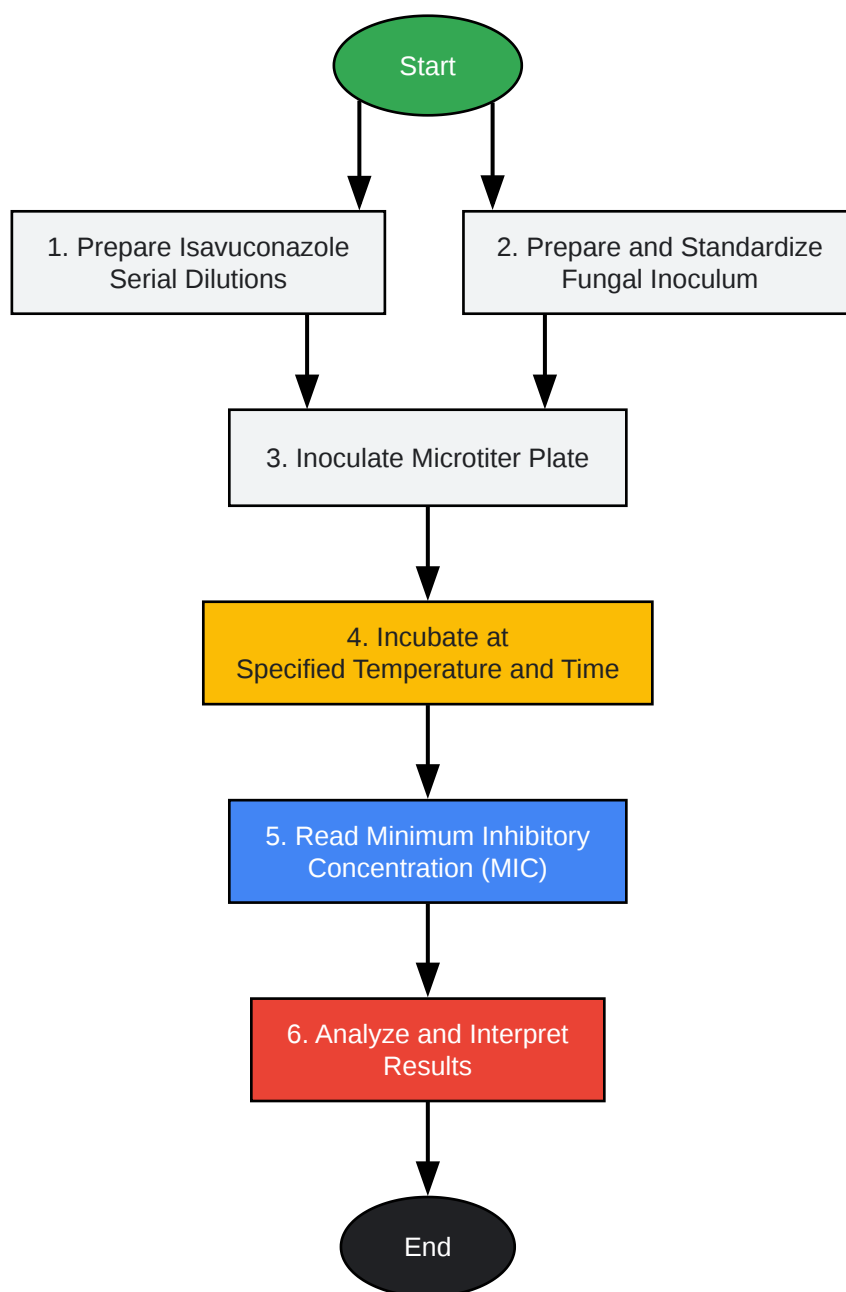 Start
1. Prepare Isavuconazole
Serial Dilutions
2. Prepare and Standardize
Fungal Inoculum
3. Inoculate Microtiter Plate
4. Incubate at
Specified Temperature and Time
5. Read Minimum Inhibitory
Concentration (MIC)
6. Analyze and Interpret
Results
End